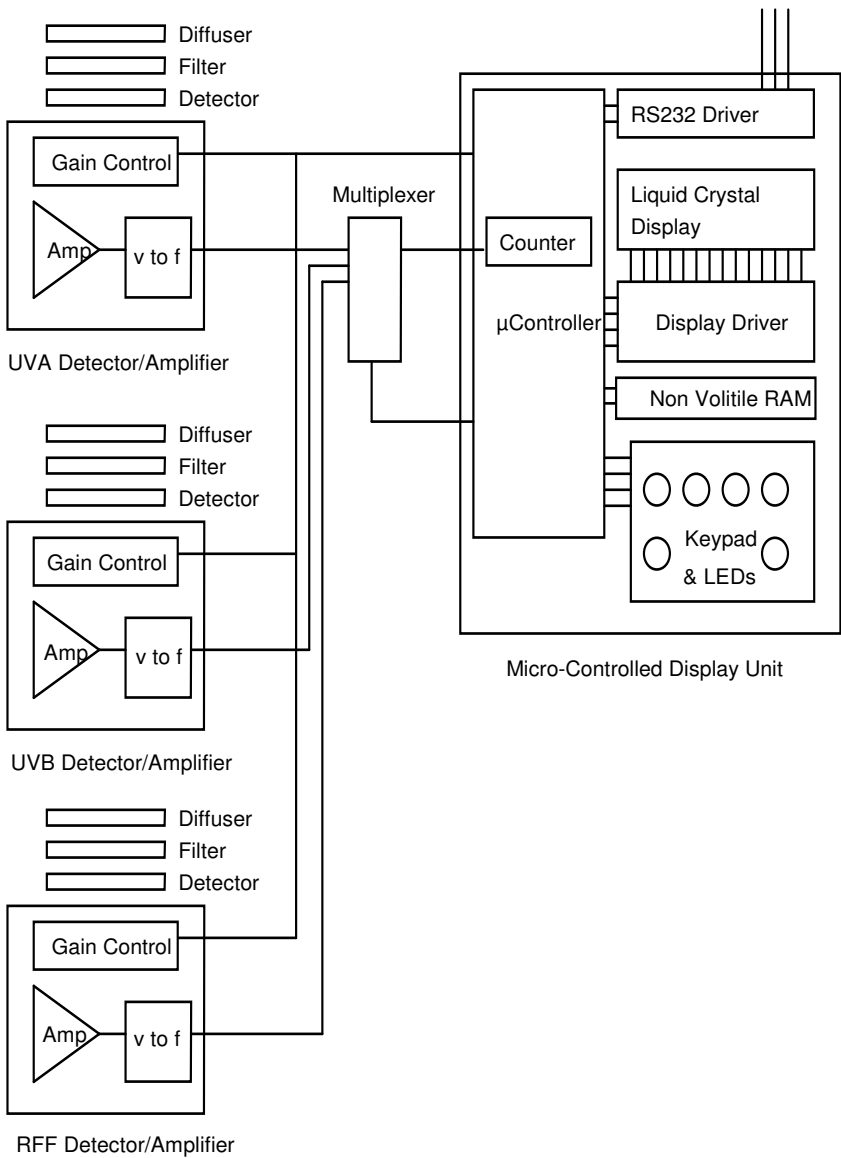 Diffuser
Filter
Detector
Gain Control
Amp
v to f
UVA Detector/Amplifier
Diffuser
Filter
Detector
Gain Control
Amp
v to f
UVB Detector/Amplifier
Diffuser
Filter
Detector
Gain Control
Amp
v to f
RFF Detector/Amplifier
Multiplexer
Counter
µController
RS232 Driver
Liquid Crystal
Display
Display Driver
Non Volitile RAM
Keypad
& LEDs
Micro-Controlled Display Unit